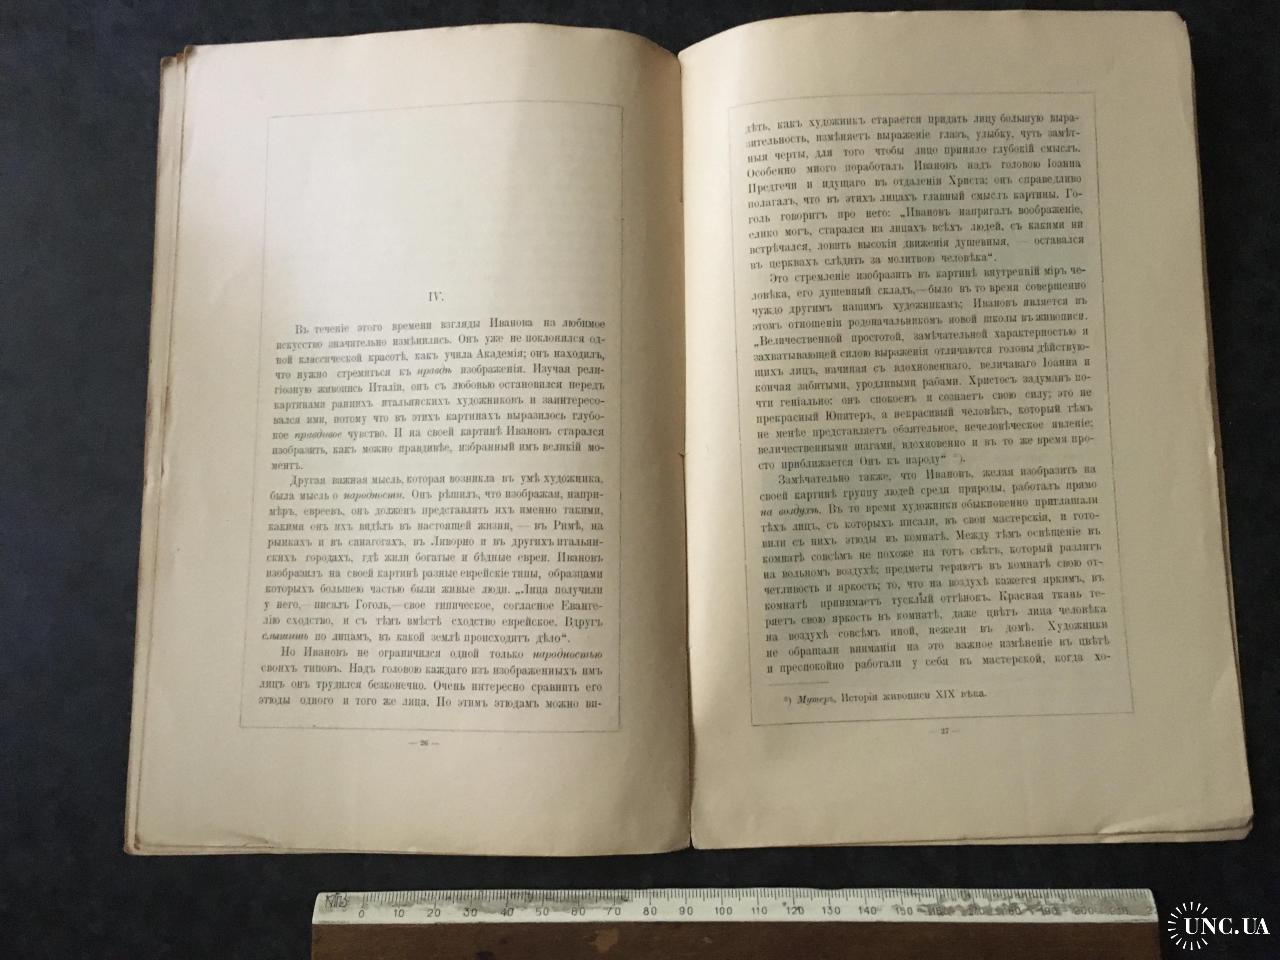 IV.
Въ теченіе этого времени взгляды Иванова на любимое
искусство значительно измѣнились. Онъ уже не поклонился од-
ной классической красотѣ, какъ учила Академія; онъ находилъ,
что нужно стремиться къ правдѣ изображенія. Изучая рели-
гіозную живопись Италіи, онъ съ любовью остановился передъ
картинами раннихъ итальянскихъ художниковъ и заинтересо-
вался ими, потому что въ этихъ картинахъ выразилось глубо-
кое правдивое чувство. И на своей картинѣ Ивановъ старался
изобразить, какъ можно правдивѣе, избранный имъ великій мо-
ментъ.
Другая важная мысль, которая возникла въ умѣ художника,
была мысль о народности. Онъ рѣшилъ, что изображая, напри-
мѣръ, евреевъ, онъ долженъ представлять ихъ именно такими,
какими онъ ихъ видѣлъ въ настоящей жизни, — въ Римѣ, на
рынкахъ и въ синагогахъ, въ Ливорно и въ другихъ итальян-
скихъ городахъ, гдѣ жили богатые и бѣдные евреи. Ивановъ
изобразилъ на своей картинѣ разные еврейскіе типы, образцами
которыхъ большею частью были живые люди. „Лица получили
у него,— писалъ Гоголь,— свое типическое, согласное Еванге-
лію сходство, и съ тѣмъ вмѣстѣ сходство еврейское. Вдругъ
слышишь по лицамъ, въ какой землѣ происходитъ дѣло“.
Но Ивановъ не ограничился одной только народностью
своихъ типовъ. Надъ головою каждаго изъ изображенныхъ имъ
лицъ онъ трудился безконечно. Очень интересно сравнить его
этюды одного и того же лица. По этимъ этюдамъ можно ви-
— 26 —
дѣть, какъ художникъ старается придать лицу большую выра-
зительность, измѣняетъ выраженіе глазъ, улыбку, чуть замѣт-
ныя черты, для того чтобы лицо приняло глубокій смыслъ.
Особенно много поработалъ Ивановъ надъ головою Іоанна
Предтечи и идущаго въ отдаленіи Христа; онъ справедливо
полагалъ, что въ этихъ лицахъ главный смыслъ картины. Го-
голь говоритъ про него: „Ивановъ напрягалъ воображеніе,
елико могъ, старался на лицахъ всѣхъ людей, съ какими ни
встрѣчался, ловить высокія движенія душевныя, — оставался
въ церквахъ слѣдить за молитвою человѣка“.
Это стремленіе изобразить въ картинѣ внутренній міръ че-
ловѣка, его душевный складъ,—было въ то время совершенно
чуждо другимъ нашимъ художникамъ; Ивановъ является въ
этомъ отношеніи родоначальникомъ новой школы въ живописи.
„Величественной простотой, замѣчательной характерностью и
захватывающей силою выраженія отличаются головы дѣйствую-
щихъ лицъ, начиная съ вдохновеннаго, величаваго Іоанна и
кончая забитыми, уродливыми рабами. Христосъ задуманъ по-
чти геніально: онъ спокоенъ и сознаетъ свою силу; это не
прекрасный Юпитеръ, а некрасивый человѣкъ, который тѣмъ
не менѣе представляетъ обаятельное, нечеловѣческое явленіе;
величественными шагами, вдохновенно и въ то же время про-
сто приближается Онъ къ народу“ *).
Замѣчательно также, что Ивановъ, желая изобразить на
своей картинѣ группу людей среди природы, работалъ прямо
на воздухѣ. Въ то время художники обыкновенно приглашали
тѣхъ лицъ, съ которыхъ писали, въ свои мастерскія, и гото-
вили съ нихъ этюды въ комнатѣ. Между тѣмъ освѣщеніе въ
комнатѣ совсѣмъ не похоже на тотъ свѣтъ, который разлитъ
на вольномъ воздухѣ; предметы теряютъ въ комнатѣ свою от-
четливость и яркость; то, что на воздухѣ кажется яркимъ, въ
комнатѣ принимаетъ тусклый оттѣнокъ. Красная ткань те-
ряетъ свою яркость въ комнатѣ, даже цвѣтъ лица человѣка
на воздухѣ совсѣмъ иной, нежели въ домѣ. Художники
не обращали вниманія на это важное измѣненіе въ цвѣтѣ
и преспокойно работали у себя въ мастерской, когда хо-
*) Мутеръ, Исторія живописи XIX вѣка.
— 27 —
0 10 20 30 40 50 60 70 80 90 100 110 120 130 140 150
UNC.UA